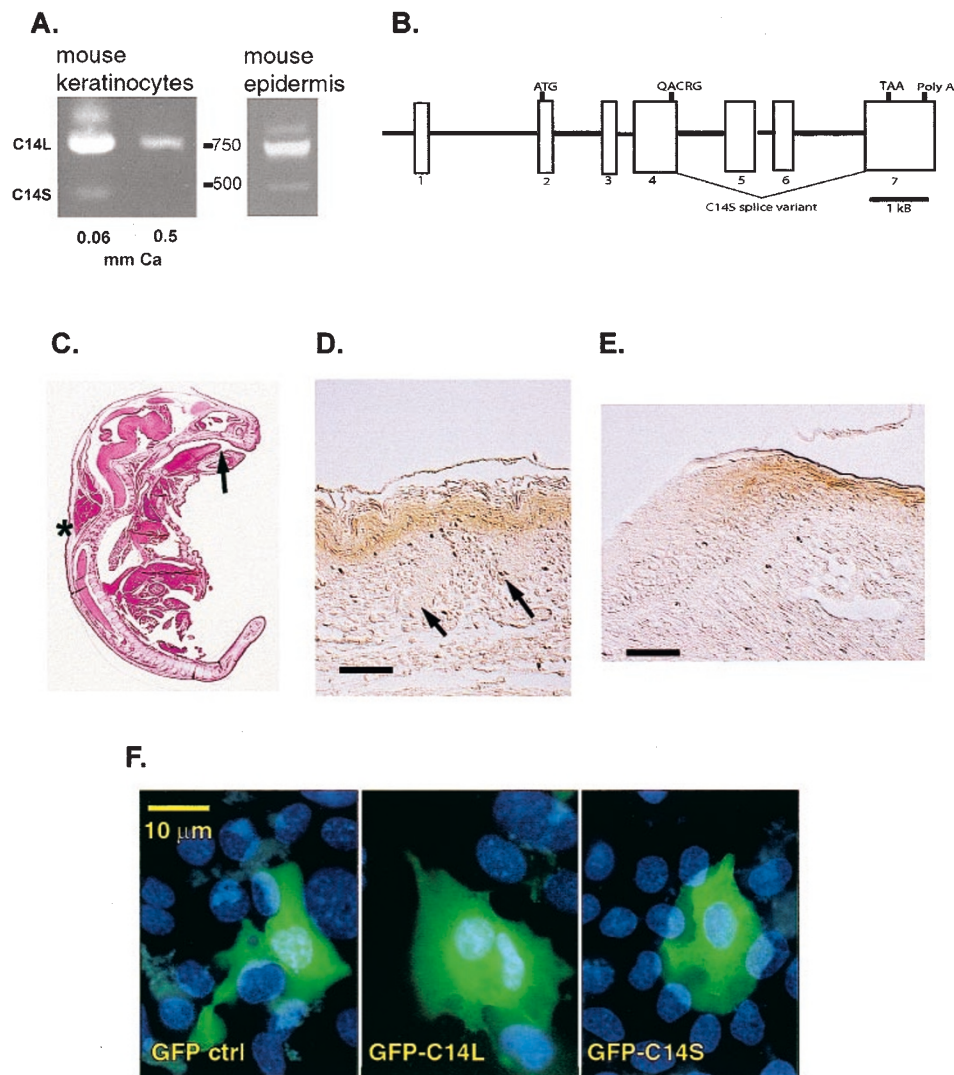 A.
mouse
keratinocytes
mouse
epidermis
C14L
C14S
750
500
0.06
0.5
mm Ca
B.
ATG
QACRG
TAA
Poly A
1
2
3
4
5
6
7
C14S splice variant
1 kB
C.
*
D.
E.
F.
10 μm
GFP ctrl
GFP-C14L
GFP-C14S